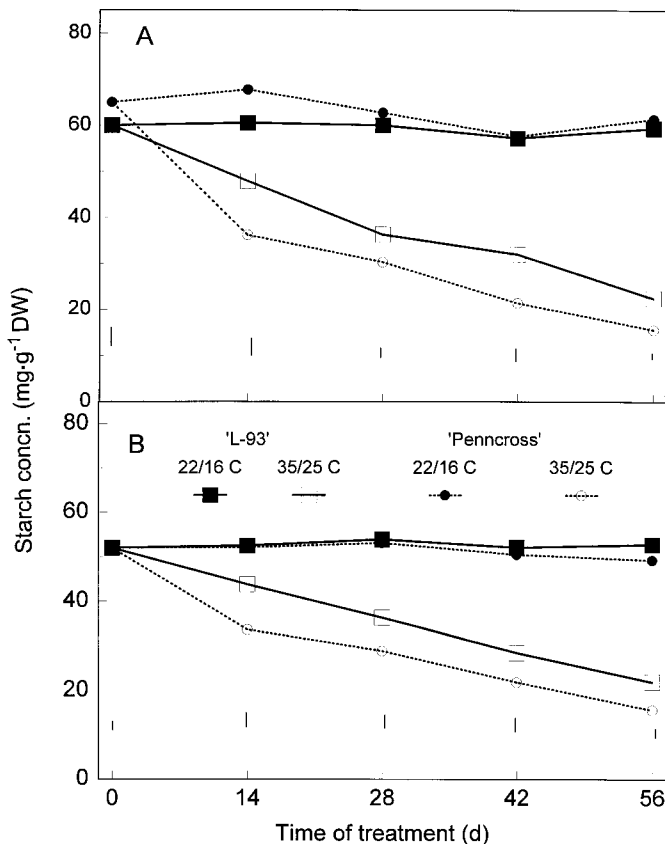 80
A
60
40
20
0
80
B
'L-93'
'Penncross'
22/16 C
35/25 C
22/16 C
35/25 C
60
40
20
0
0
14
28
42
56
Time of treatment (d)
Starch concn. (mg·g⁻¹ DW)